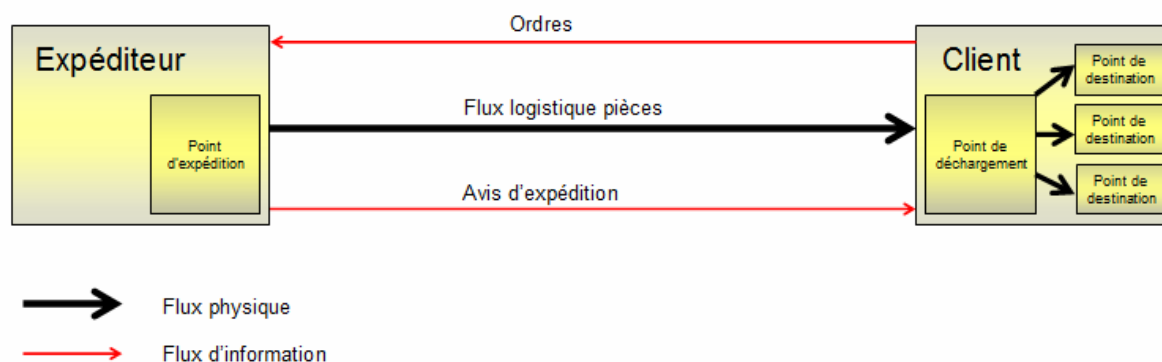 Ordres
Expéditeur
Client
Point de
destination
Flux logistique pièces
Point
d'expédition
Point de
déchargement
Point de
destination
Avis d'expédition
Point de
destination
Flux physique
Flux d'information